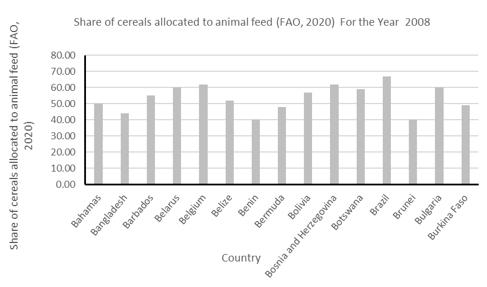 Share of cereals allocated to animal feed (FAO, 2020)  For the Year  2008
Share of cereals allocated to animal feed (FAO,
2020)
80.00
70.00
60.00
50.00
40.00
30.00
20.00
10.00
0.00
Bahamas
Bangladesh
Barbados
Belarus
Belgium
Belize
Benin
Bermuda
Bolivia
Bosnia and Herzegovina
Botswana
Brazil
Brunei
Bulgaria
Burkina Faso
Country